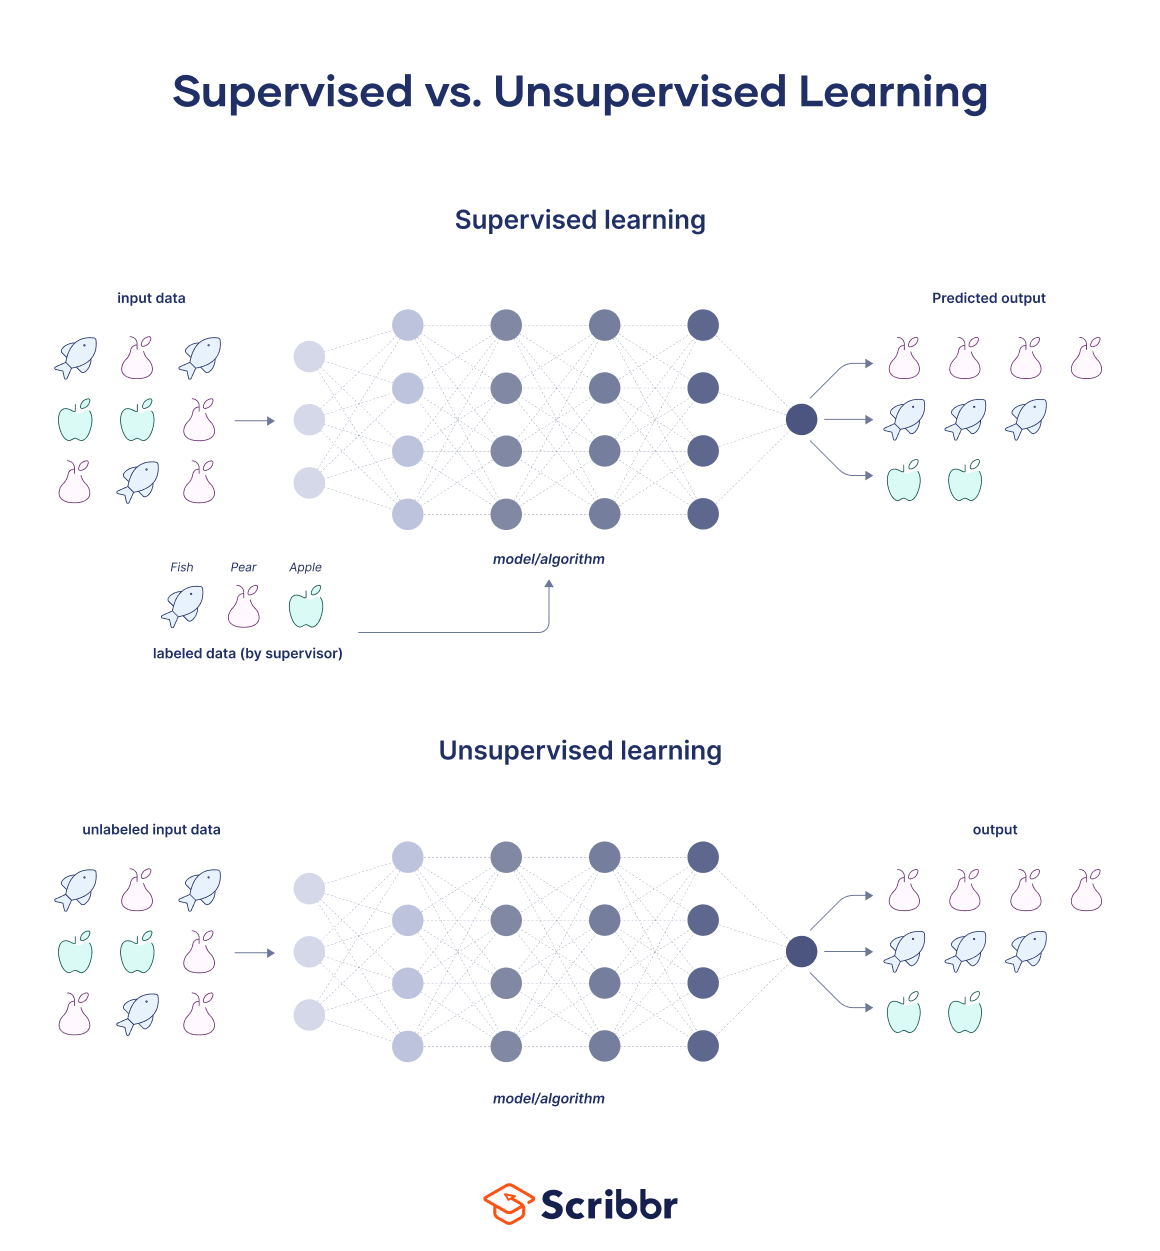 Supervised vs. Unsupervised Learning
Supervised learning
input data
Predicted output
model/algorithm
Fish Pear Apple
labeled data (by supervisor)
Unsupervised learning
unlabeled input data
output
model/algorithm
Scribbr